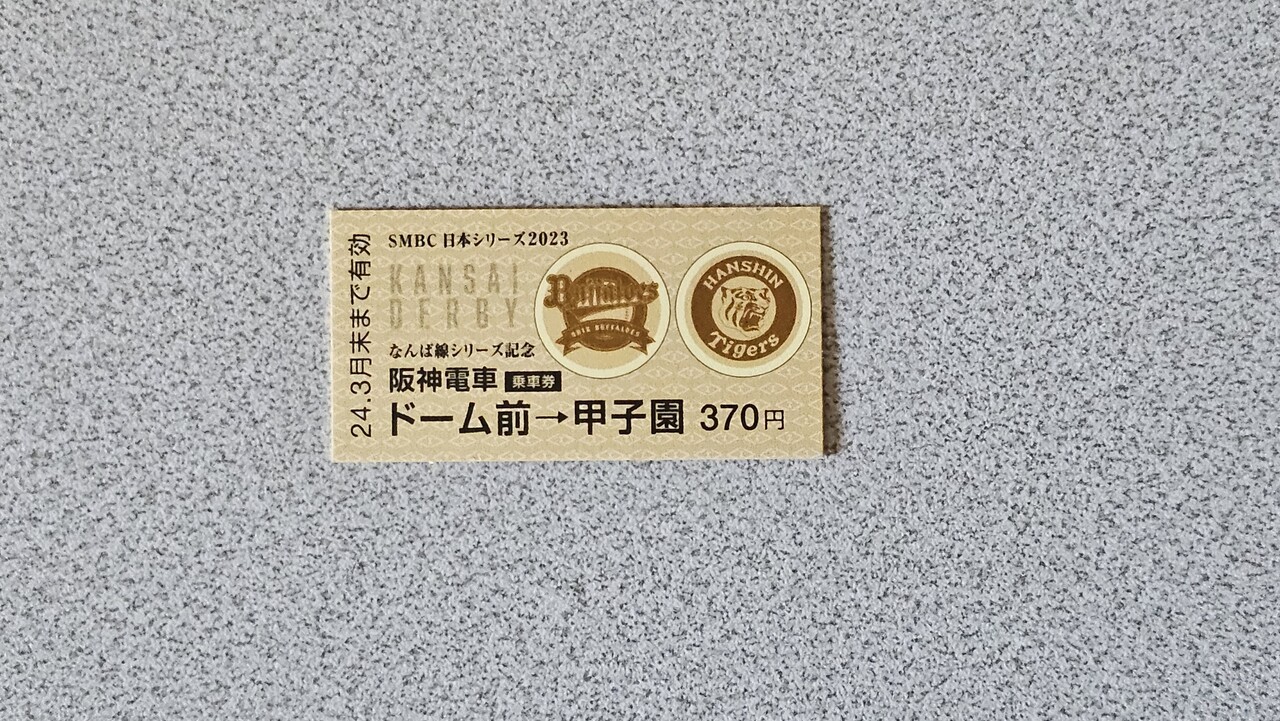 24.3月末まで有効
SMBC 日本シリーズ2023
KANSAI
DERBY
なんば線シリーズ記念
阪神電車 乗車券
ドーム前→甲子園 370円
Buffaloes
ORIX BUFFALOES
HANSHIN
Tigers